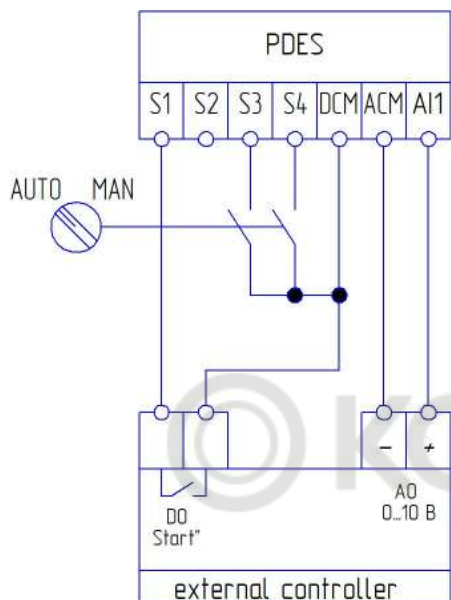 PDES
S1 S2 S3 S4 DCM ACM AI1
AUTO MAN
- +
DO
Start"
AO
0...10 В
external controller